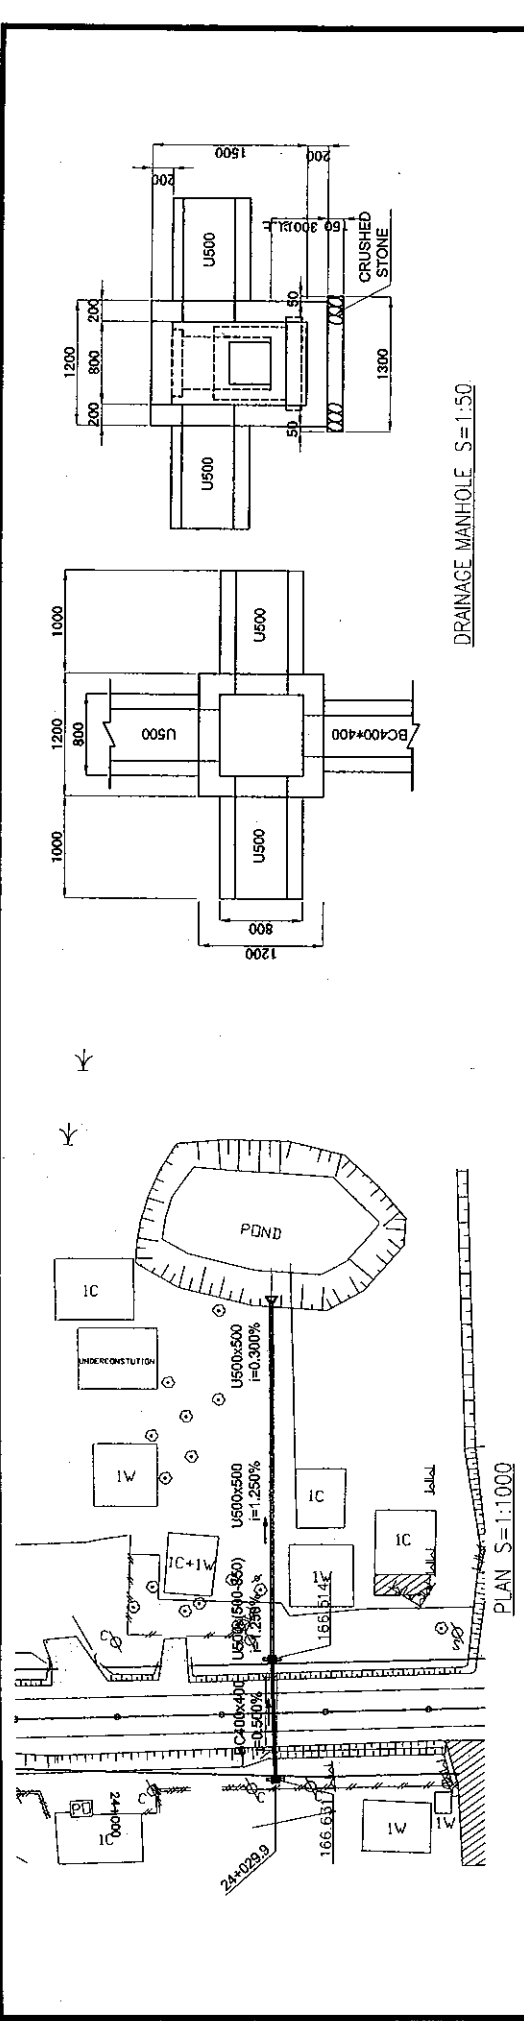 1500
200
200
U500
300
CRUSHED
STONE
1200
200
800
200
50
50
1300
U500
DRAINAGE MANHOLE S=1:50
1000
1200
1000
800
U500
U500
BC400*400
U500
800
1200
POND
1C
UNDERCONSTUTION
1W
1C+1W
U500x500
i=0.300%
U500x500
i=1.250%
1C
1C
1W
166.514
BC400x400
i=0.500%
PLAN S=1:1000
PO
24+000
1C
24+029.9
166.631
1W
1W